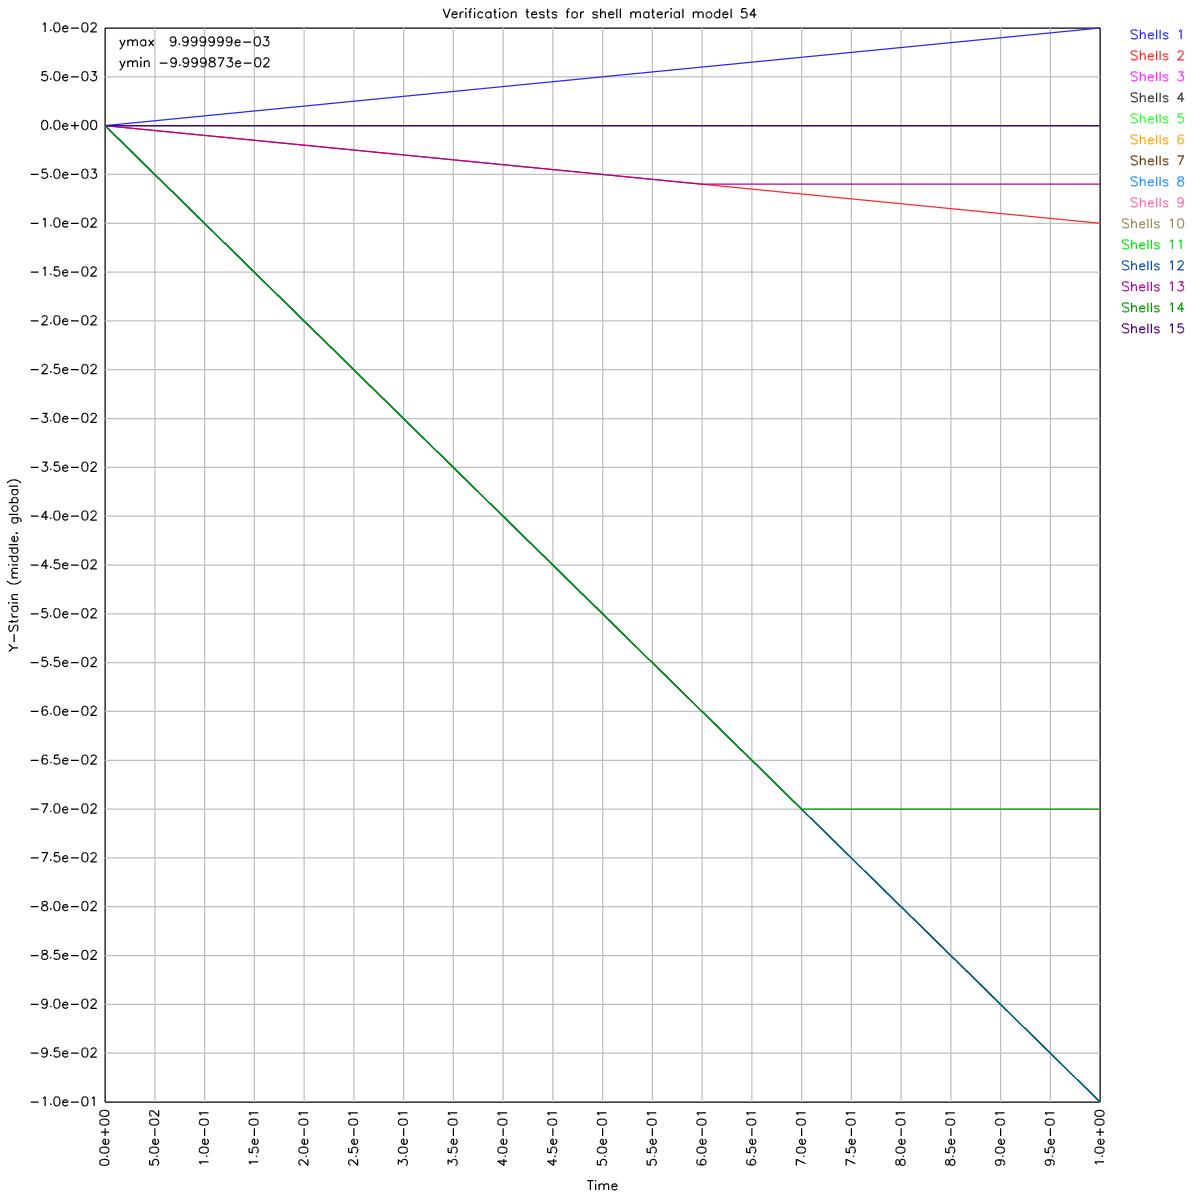 Verification tests for shell material model 54
ymax 9.999999e-03
ymin -9.999873e-02
1.0e-02
5.0e-03
0.0e+00
-5.0e-03
-1.0e-02
-1.5e-02
-2.0e-02
-2.5e-02
-3.0e-02
-3.5e-02
-4.0e-02
-4.5e-02
-5.0e-02
-5.5e-02
-6.0e-02
-6.5e-02
-7.0e-02
-7.5e-02
-8.0e-02
-8.5e-02
-9.0e-02
-9.5e-02
-1.0e-01
Y-Strain (middle, global)
0.0e+00
5.0e-02
1.0e-01
1.5e-01
2.0e-01
2.5e-01
3.0e-01
3.5e-01
4.0e-01
4.5e-01
5.0e-01
5.5e-01
6.0e-01
6.5e-01
7.0e-01
7.5e-01
8.0e-01
8.5e-01
9.0e-01
9.5e-01
1.0e+00
Time
Shells 1
Shells 2
Shells 3
Shells 4
Shells 5
Shells 6
Shells 7
Shells 8
Shells 9
Shells 10
Shells 11
Shells 12
Shells 13
Shells 14
Shells 15